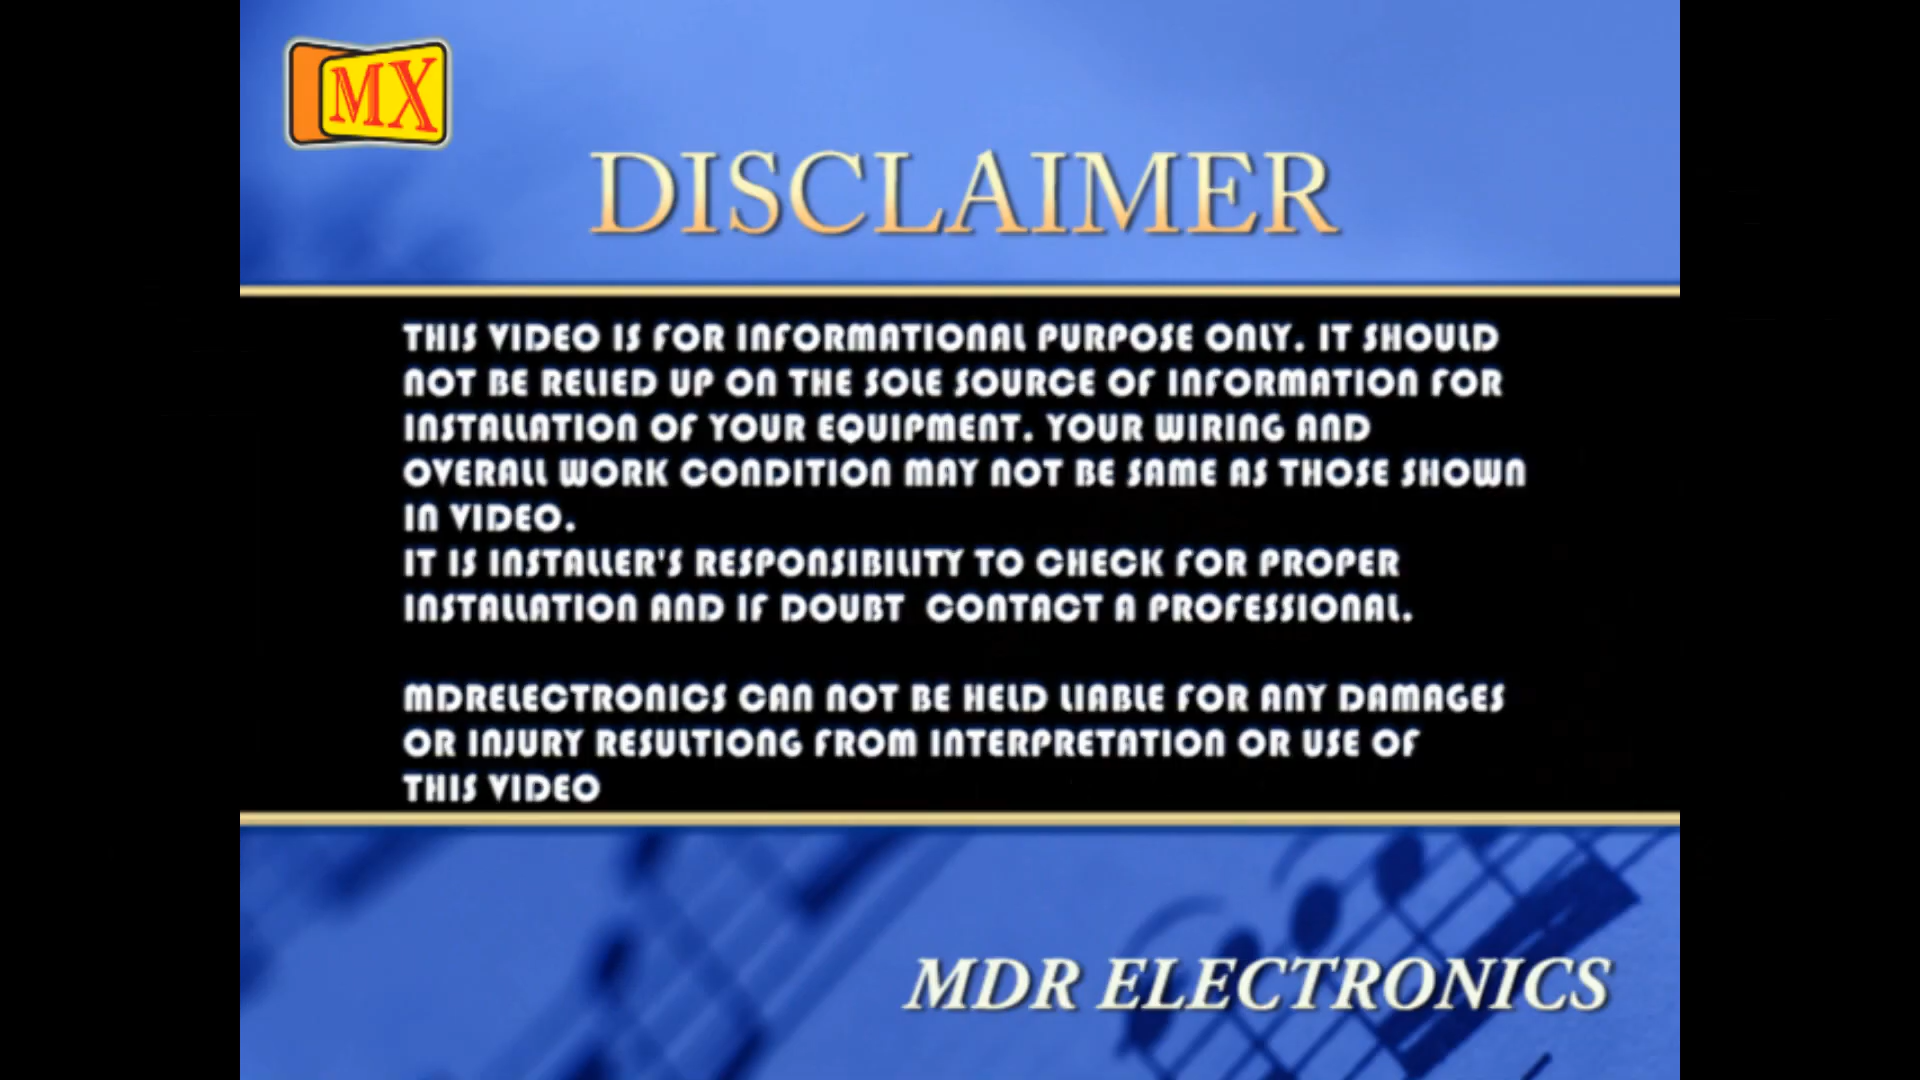 MX
DISCLAIMER
THIS VIDEO IS FOR INFORMATIONAL PURPOSE ONLY. IT SHOULD
NOT BE RELIED UP ON THE SOLE SOURCE OF INFORMATION FOR
INSTALLATION OF YOUR EQUIPMENT. YOUR WIRING AND
OVERALL WORK CONDITION MAY NOT BE SAME AS THOSE SHOWN
IN VIDEO.
IT IS INSTALLER'S RESPONSIBILITY TO CHECK FOR PROPER
INSTALLATION AND IF DOUBT CONTACT A PROFESSIONAL.
MDRELECTRONICS CAN NOT BE HELD LIABLE FOR ANY DAMAGES
OR INJURY RESULTIONG FROM INTERPRETATION OR USE OF
THIS VIDEO
MDR ELECTRONICS